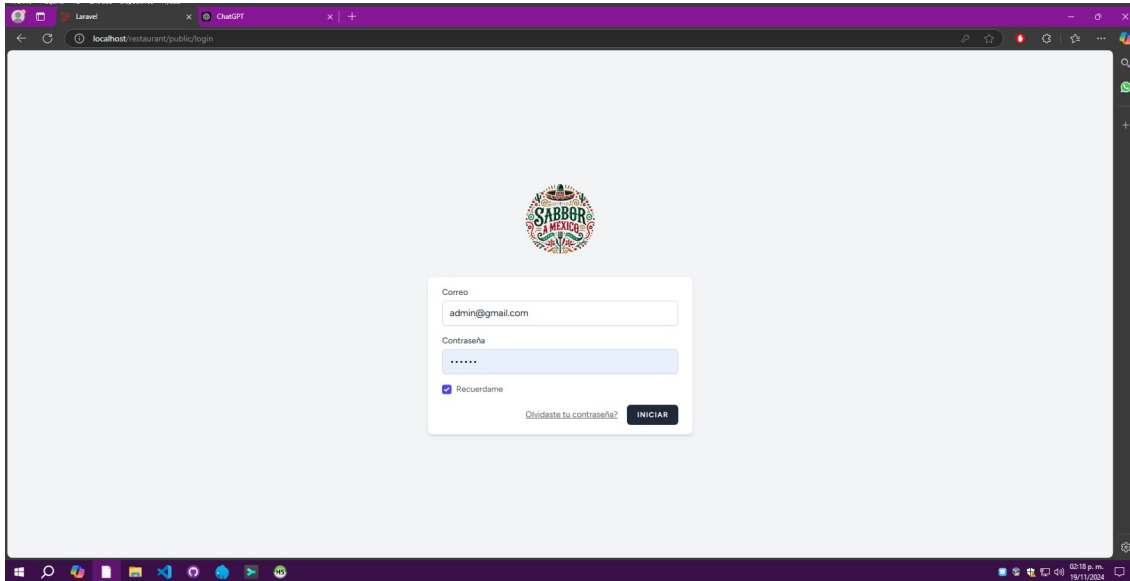 Laravel
ChatGPT
localhost/restaurant/public/login
SABBOR
A MEXICO
Correo
admin@gmail.com
Contraseña
••••••
Recuerdame
Olvidaste tu contraseña? INICIAR
02:18 p. m.
19/11/2024